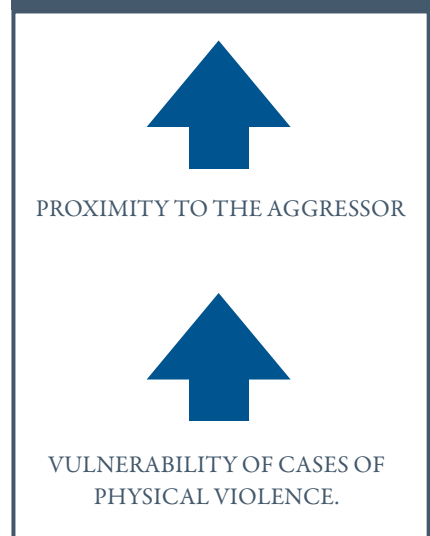 PROXIMITY TO THE AGGRESSOR
VULNERABILITY OF CASES OF
PHYSICAL VIOLENCE.